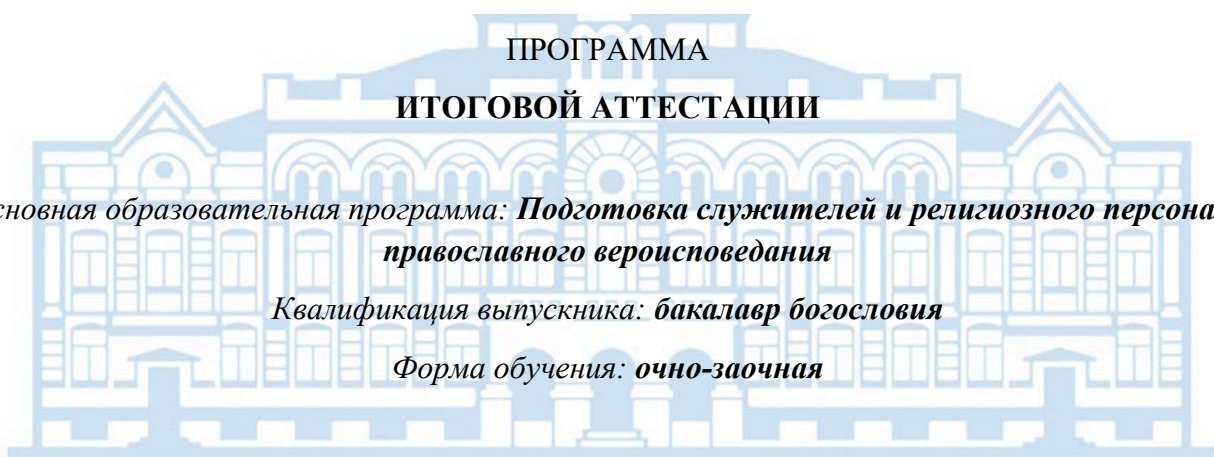 ПРОГРАММА
ИТОГОВОЙ АТТЕСТАЦИИ
сновная образовательная программа: Подготовка служителей и религиозного персона
православного вероисповедания
Квалификация выпускника: бакалавр богословия
Форма обучения: очно-заочная